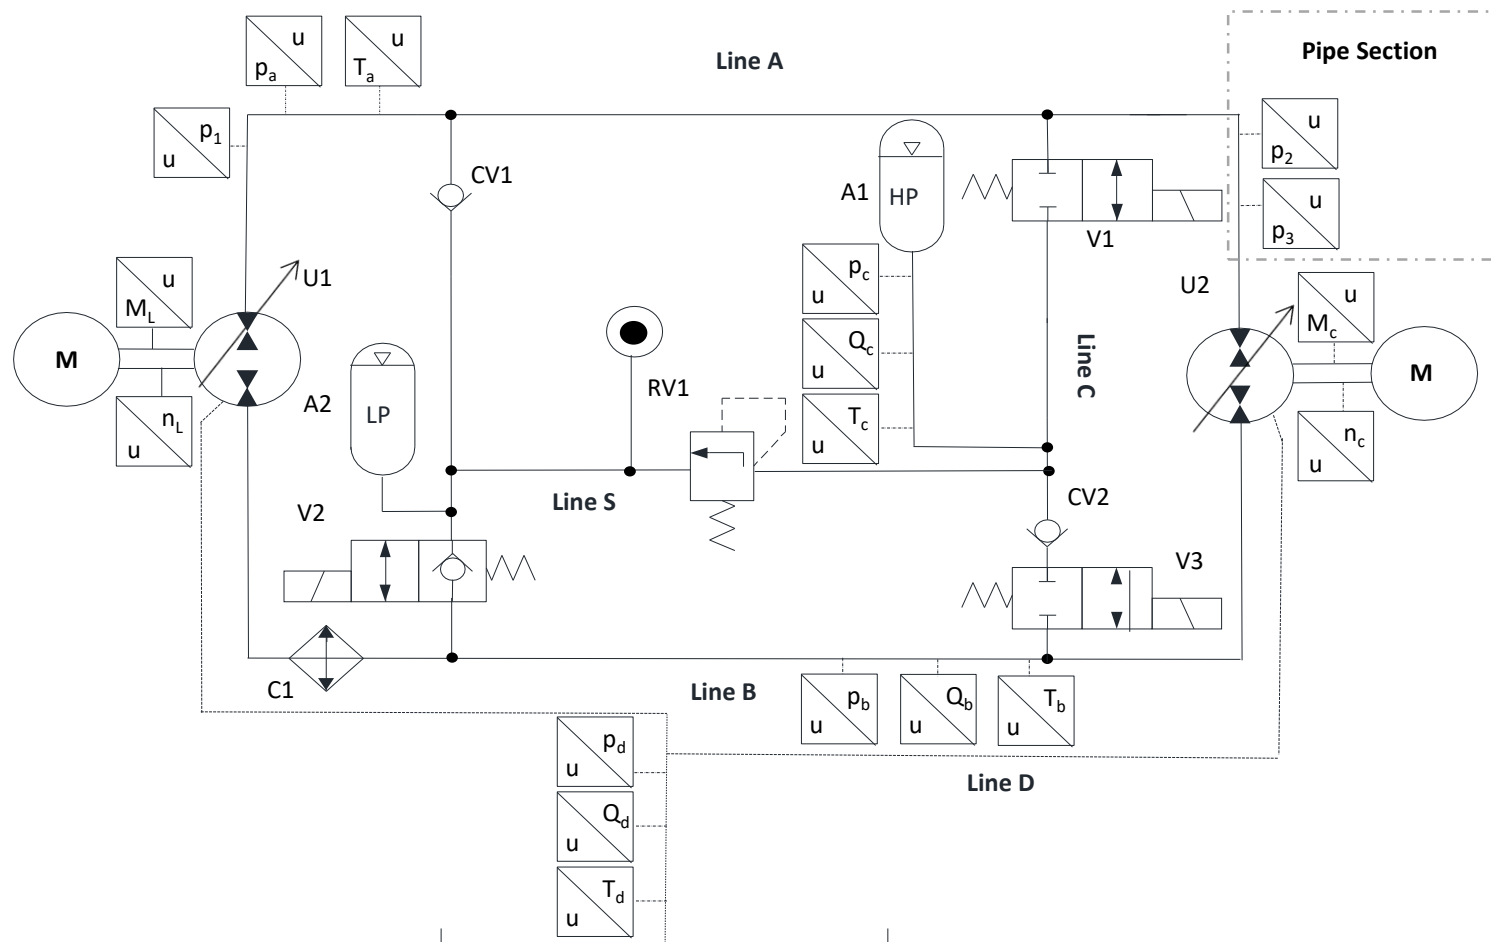 u
p_a
u
T_a
Line A
Pipe Section
p_1
u
u
p_2
CV1
A1
HP
u
p_3
V1
p_c
u
u
M_L
U1
U2
u
M_c
M
Q_c
u
Line C
M
A2
LP
RV1
n_L
u
T_c
u
n_c
u
Line S
CV2
V2
V3
C1
Line B
p_b
u
Q_b
u
T_b
u
p_d
u
Line D
Q_d
u
T_d
u